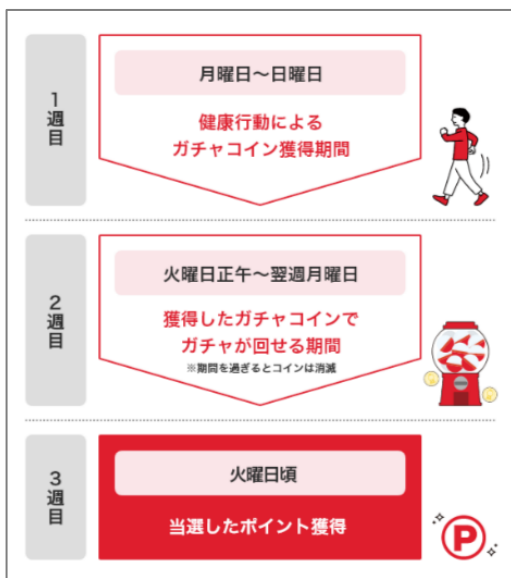 1週目
月曜日〜日曜日
健康行動による
ガチャコイン獲得期間
2週目
火曜日正午〜翌週月曜日
獲得したガチャコインで
ガチャが回せる期間
※期間を過ぎるとコインは消滅
3週目
火曜日頃
当選したポイント獲得
P